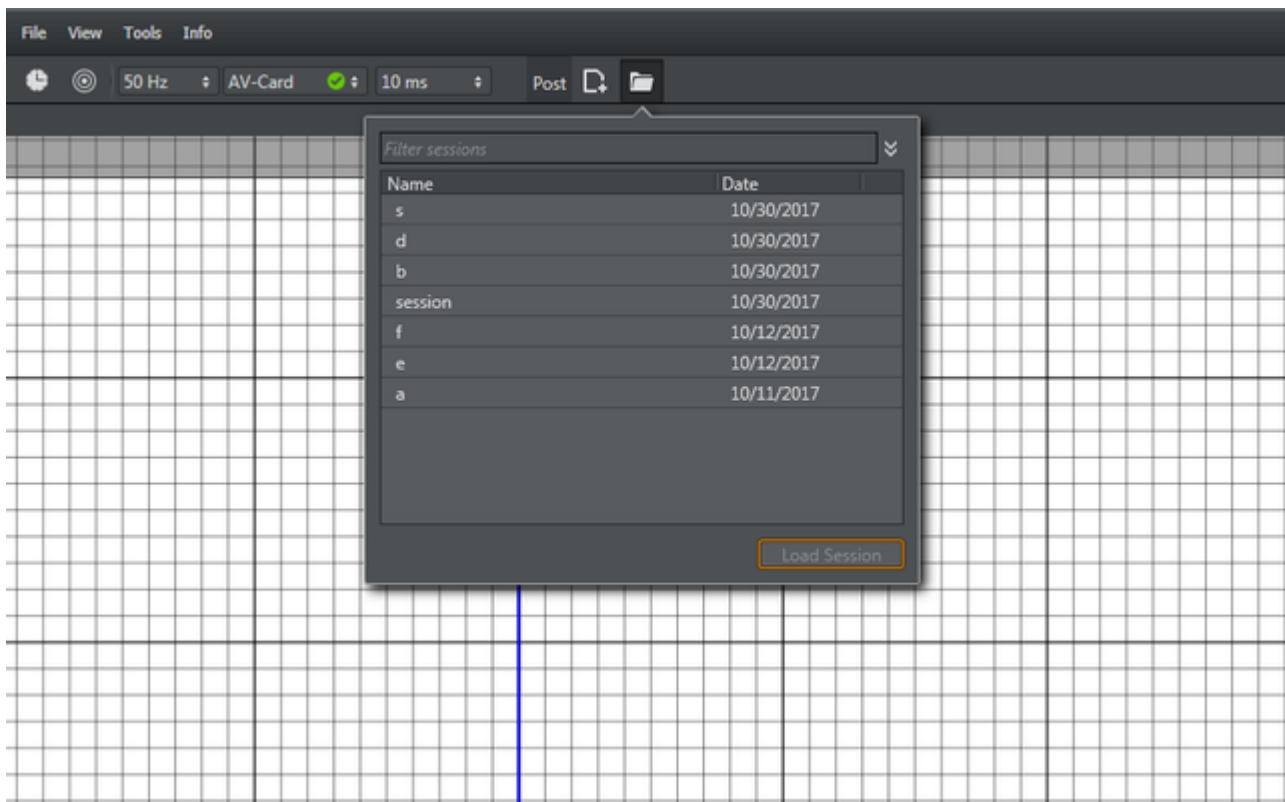 File View Tools Info
50 Hz AV-Card 10 ms Post
Filter sessions
Name Date
s 10/30/2017
d 10/30/2017
b 10/30/2017
session 10/30/2017
f 10/12/2017
e 10/12/2017
a 10/11/2017
Load Session